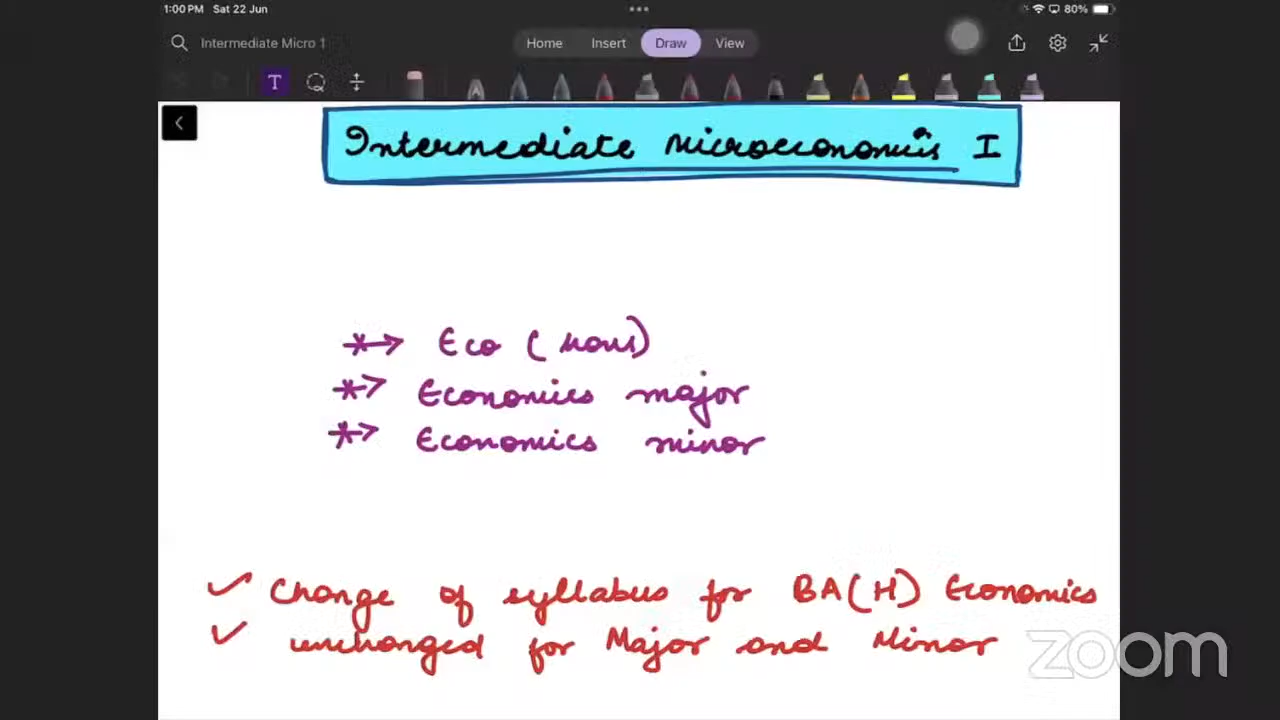 1:00 PM Sat 22 Jun
80%
Intermediate Micro 1
Home Insert Draw View
T
Intermediate Microeconomics I
Eco (Hons)
Economics major
Economics minor
Change of syllabus for BA(H) Economics
unchanged for Major and Minor
zoom